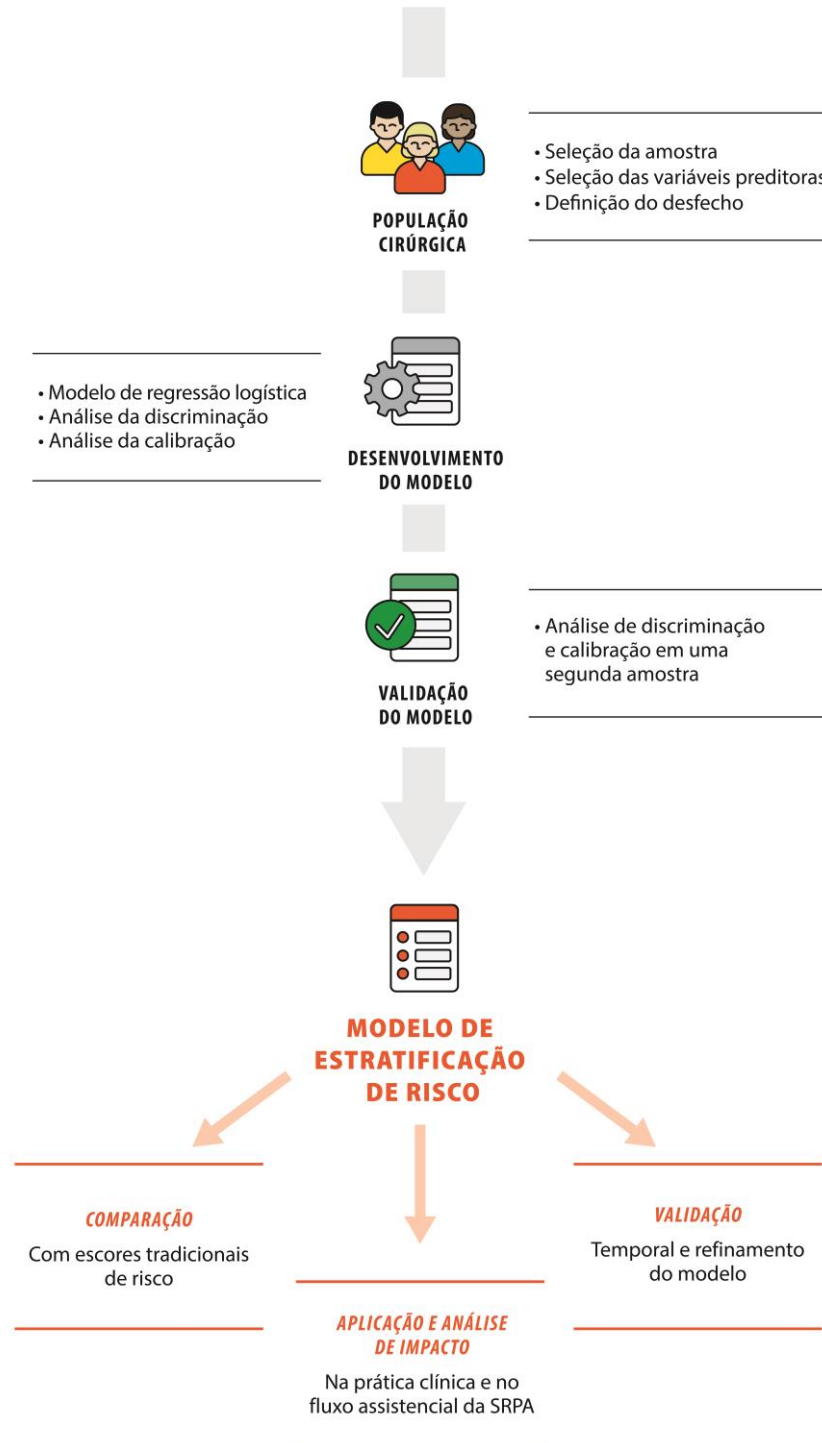 • Seleção da amostra
• Seleção das variáveis preditoras
• Definição do desfecho
POPULAÇÃO
CIRÚRGICA
• Modelo de regressão logística
• Análise da discriminação
• Análise da calibração
DESENVOLVIMENTO
DO MODELO
• Análise de discriminação
e calibração em uma
segunda amostra
VALIDAÇÃO
DO MODELO
MODELO DE
ESTRATIFICAÇÃO
DE RISCO
COMPARAÇÃO
Com escores tradicionais
de risco
APLICAÇÃO E ANÁLISE
DE IMPACTO
Na prática clínica e no
fluxo assistencial da SRPA
VALIDAÇÃO
Temporal e refinamento
do modelo